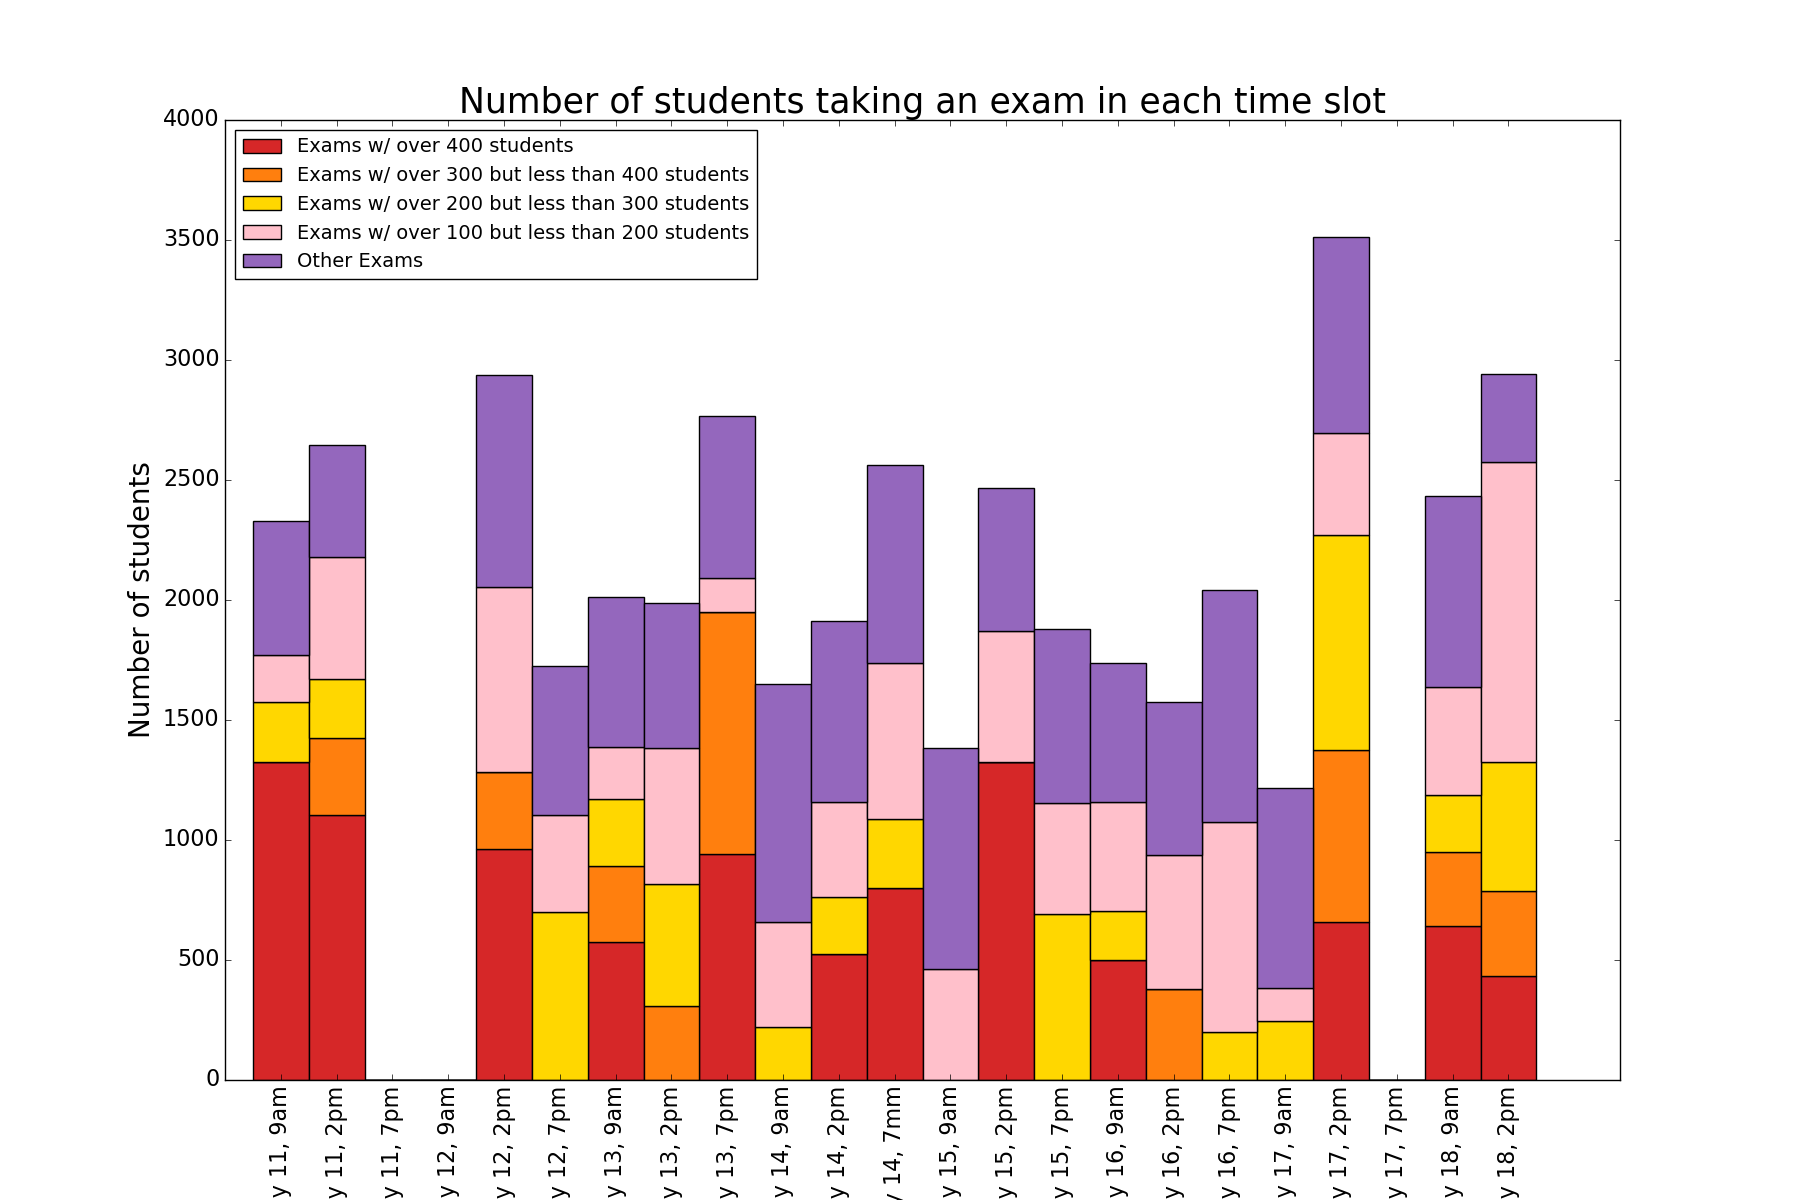 Number of students taking an exam in each time slot
Exams w/ over 400 students
Exams w/ over 300 but less than 400 students
Exams w/ over 200 but less than 300 students
Exams w/ over 100 but less than 200 students
Other Exams
Number of students
4000
3500
3000
2500
2000
1500
1000
500
0
y 11, 9am
y 11, 2pm
y 11, 7pm
y 12, 9am
y 12, 2pm
y 12, 7pm
y 13, 9am
y 13, 2pm
y 13, 7pm
y 14, 9am
y 14, 2pm
y 14, 7mm
y 15, 9am
y 15, 2pm
y 15, 7pm
y 16, 9am
y 16, 2pm
y 16, 7pm
y 17, 9am
y 17, 2pm
y 17, 7pm
y 18, 9am
y 18, 2pm